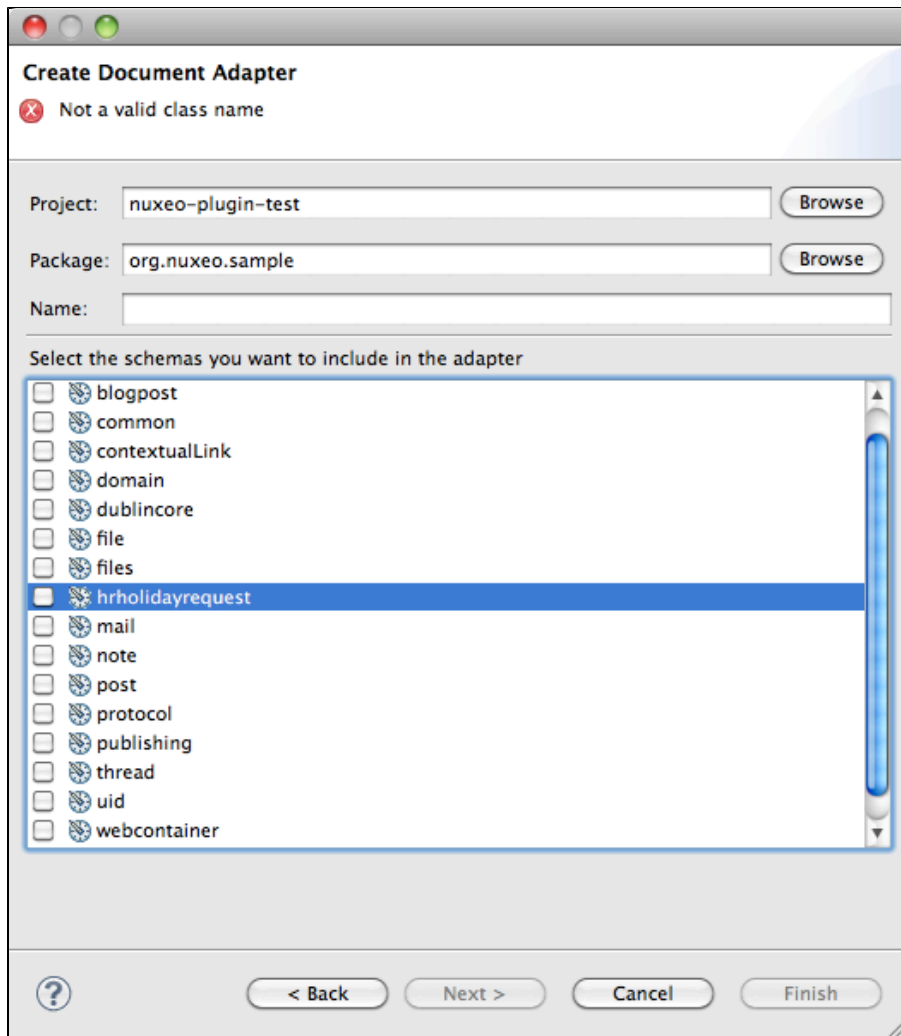 Create Document Adapter
Not a valid class name
Project: nuxeo-plugin-test Browse
Package: org.nuxeo.sample Browse
Name:
Select the schemas you want to include in the adapter
blogpost
common
contextualLink
domain
dublincore
file
files
hrholidayrequest
mail
note
post
protocol
publishing
thread
uid
webcontainer
? < Back Next > Cancel Finish